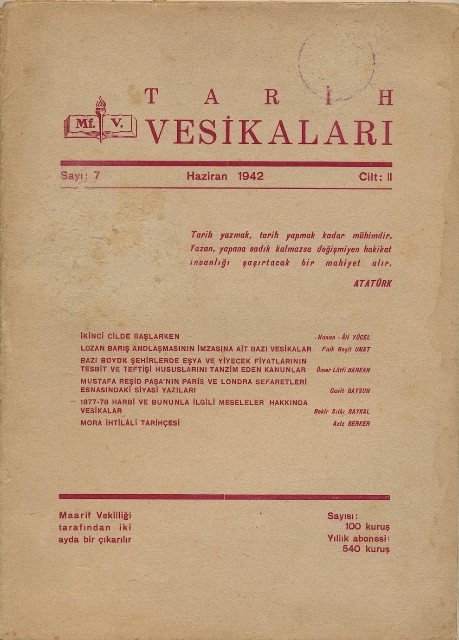 Mf. V.
TARİH
VESİKALARI
Sayı: 7 Haziran 1942 Cilt: II
Tarih yazmak, tarih yapmak kadar mühimdir.
Yazan, yapana sadık kalmazsa değişmiyen hakikat
insanlığı şaşırtacak bir mahiyet alır.
ATATÜRK
İKİNCİ CİLDE BAŞLARKEN Hasan - Âli YÜCEL
LOZAN BARIŞ ANDLAŞMASININ İMZASINA AİT BAZI VESİKALAR Faik Reşit UNAT
BAZI BÜYÜK ŞEHİRLERDE EŞYA VE YİYECEK FİYATLARININ
TESBİT VE TEFTİŞİ HUSUSLARINI TANZİM EDEN KANUNLAR Ömer Lûtfi BARKAN
MUSTAFA REŞİD PAŞA'NIN PARİS VE LONDRA SEFARETLERİ
ESNASINDAKİ SİYASİ YAZILARI Cavit BAYSUN
1877-78 HARBİ VE BUNUNLA İLGİLİ MESELELER HAKKINDA
VESİKALAR Bekir Sıtkı BAYKAL
MORA İHTİLÂLİ TARİHÇESİ Aziz BERKER
Maarif Vekilliği
tarafından iki
ayda bir çıkarılır
Sayısı:
100 kuruş
Yıllık abonesi:
540 kuruş